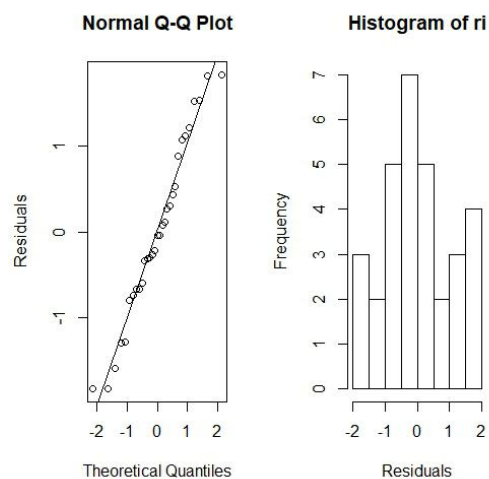 Normal Q-Q Plot
Residuals
1
0
-1
-2 -1 0 1 2
Theoretical Quantiles
Histogram of ri
Frequency
7
6
5
4
3
2
1
0
-2 -1 0 1 2
Residuals